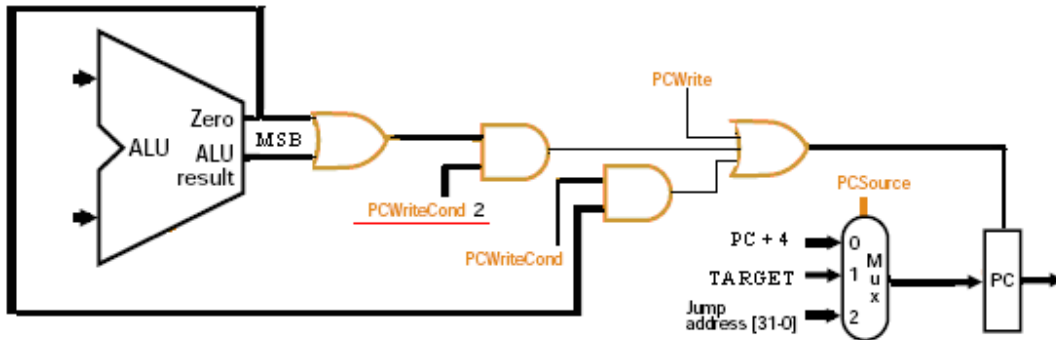 PCWrite
Zero
MSB
ALU
ALU
result
PCWriteCond 2
PCSource
PCWriteCond
PC + 4
0
M
u
x
TARGET
1
PC
Jump
address [31-0]
2